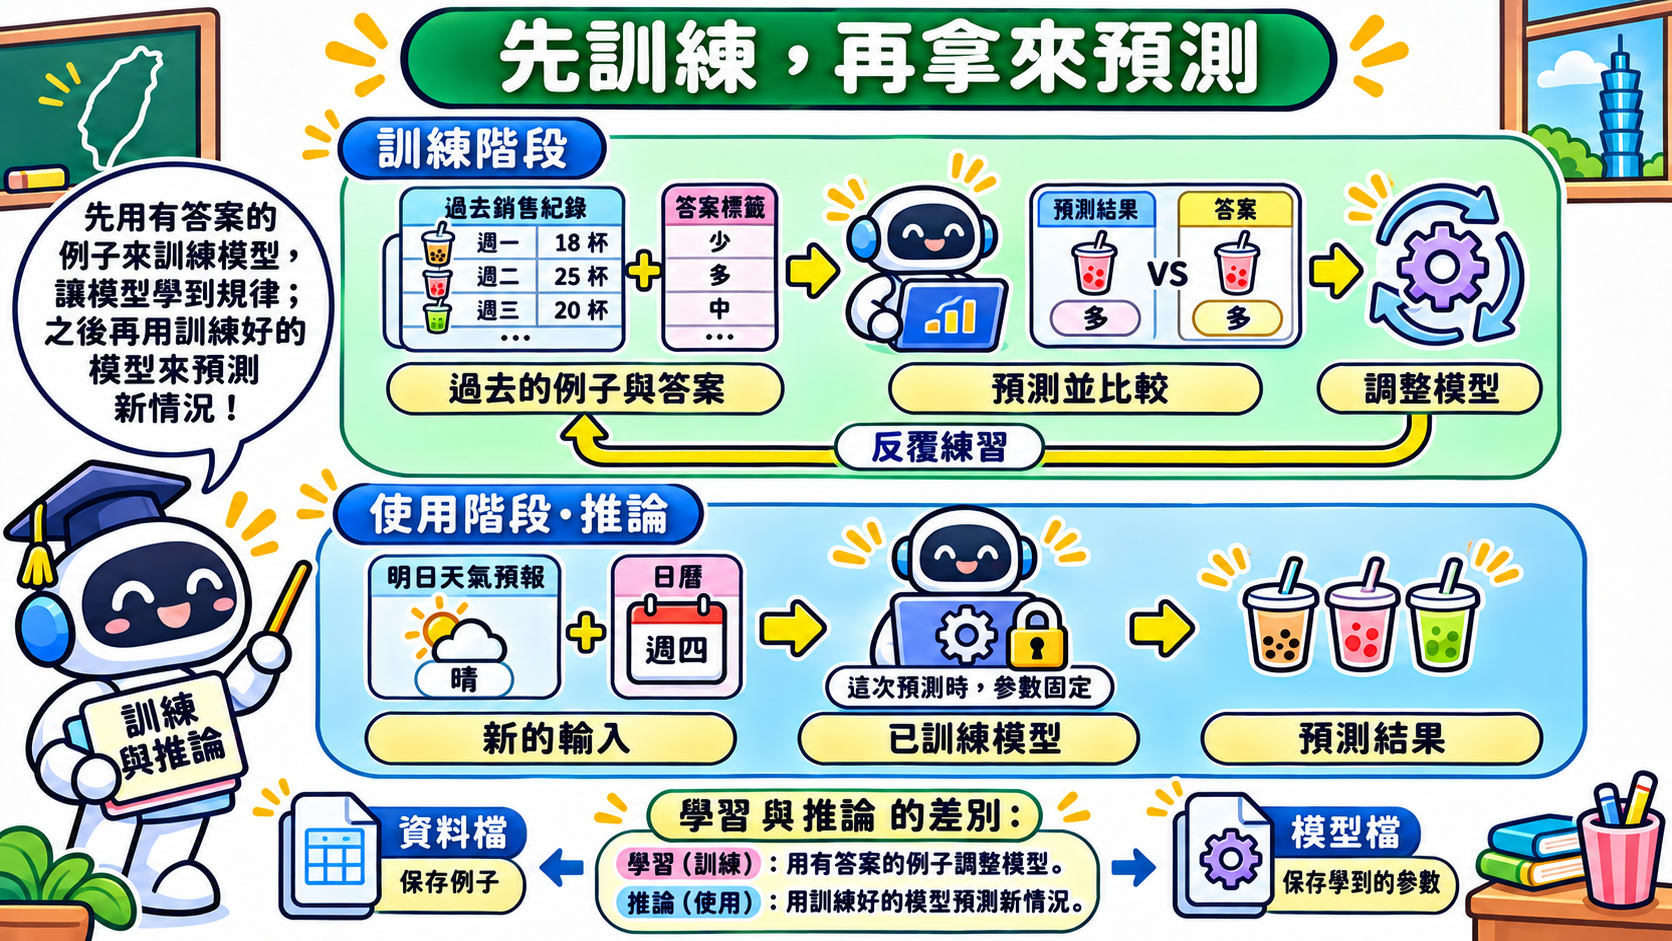 先訓練，再拿來預測
先用有答案的
例子來訓練模型，
讓模型學到規律；
之後再用訓練好的
模型來預測
新情況！
訓練階段
過去銷售紀錄
週一 18 杯
週二 25 杯
週三 20 杯
...
答案標籤
少
多
中
...
預測結果
多
VS
答案
多
過去的例子與答案
預測並比較
調整模型
反覆練習
使用階段·推論
明日天氣預報
晴
日曆
週四
這次預測時，參數固定
新的輸入
已訓練模型
預測結果
訓練
與推論
資料檔
保存例子
學習與推論的差別：
學習（訓練）：用有答案的例子調整模型。
推論（使用）：用訓練好的模型預測新情況。
模型檔
保存學到的參數